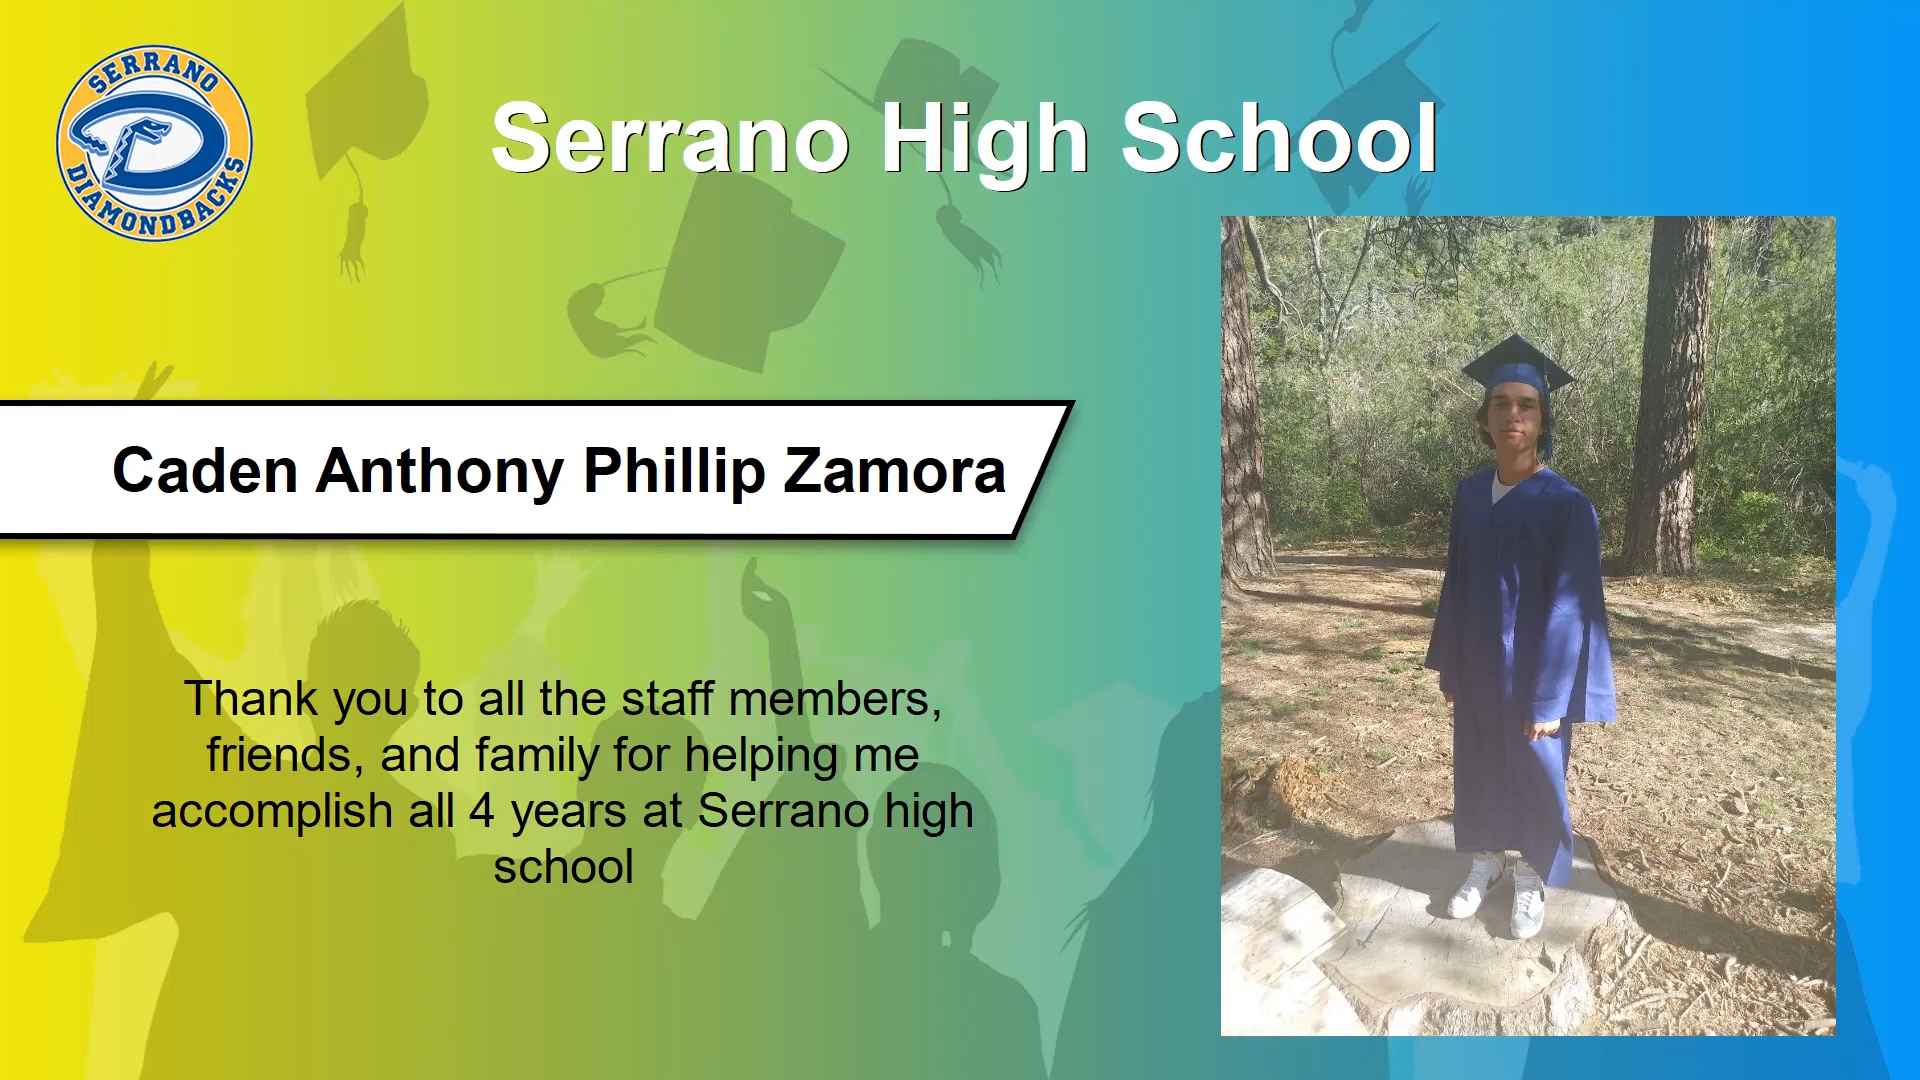 SERRANO
DIAMONDBACKS
Serrano High School
Caden Anthony Phillip Zamora
Thank you to all the staff members,
friends, and family for helping me
accomplish all 4 years at Serrano high
school